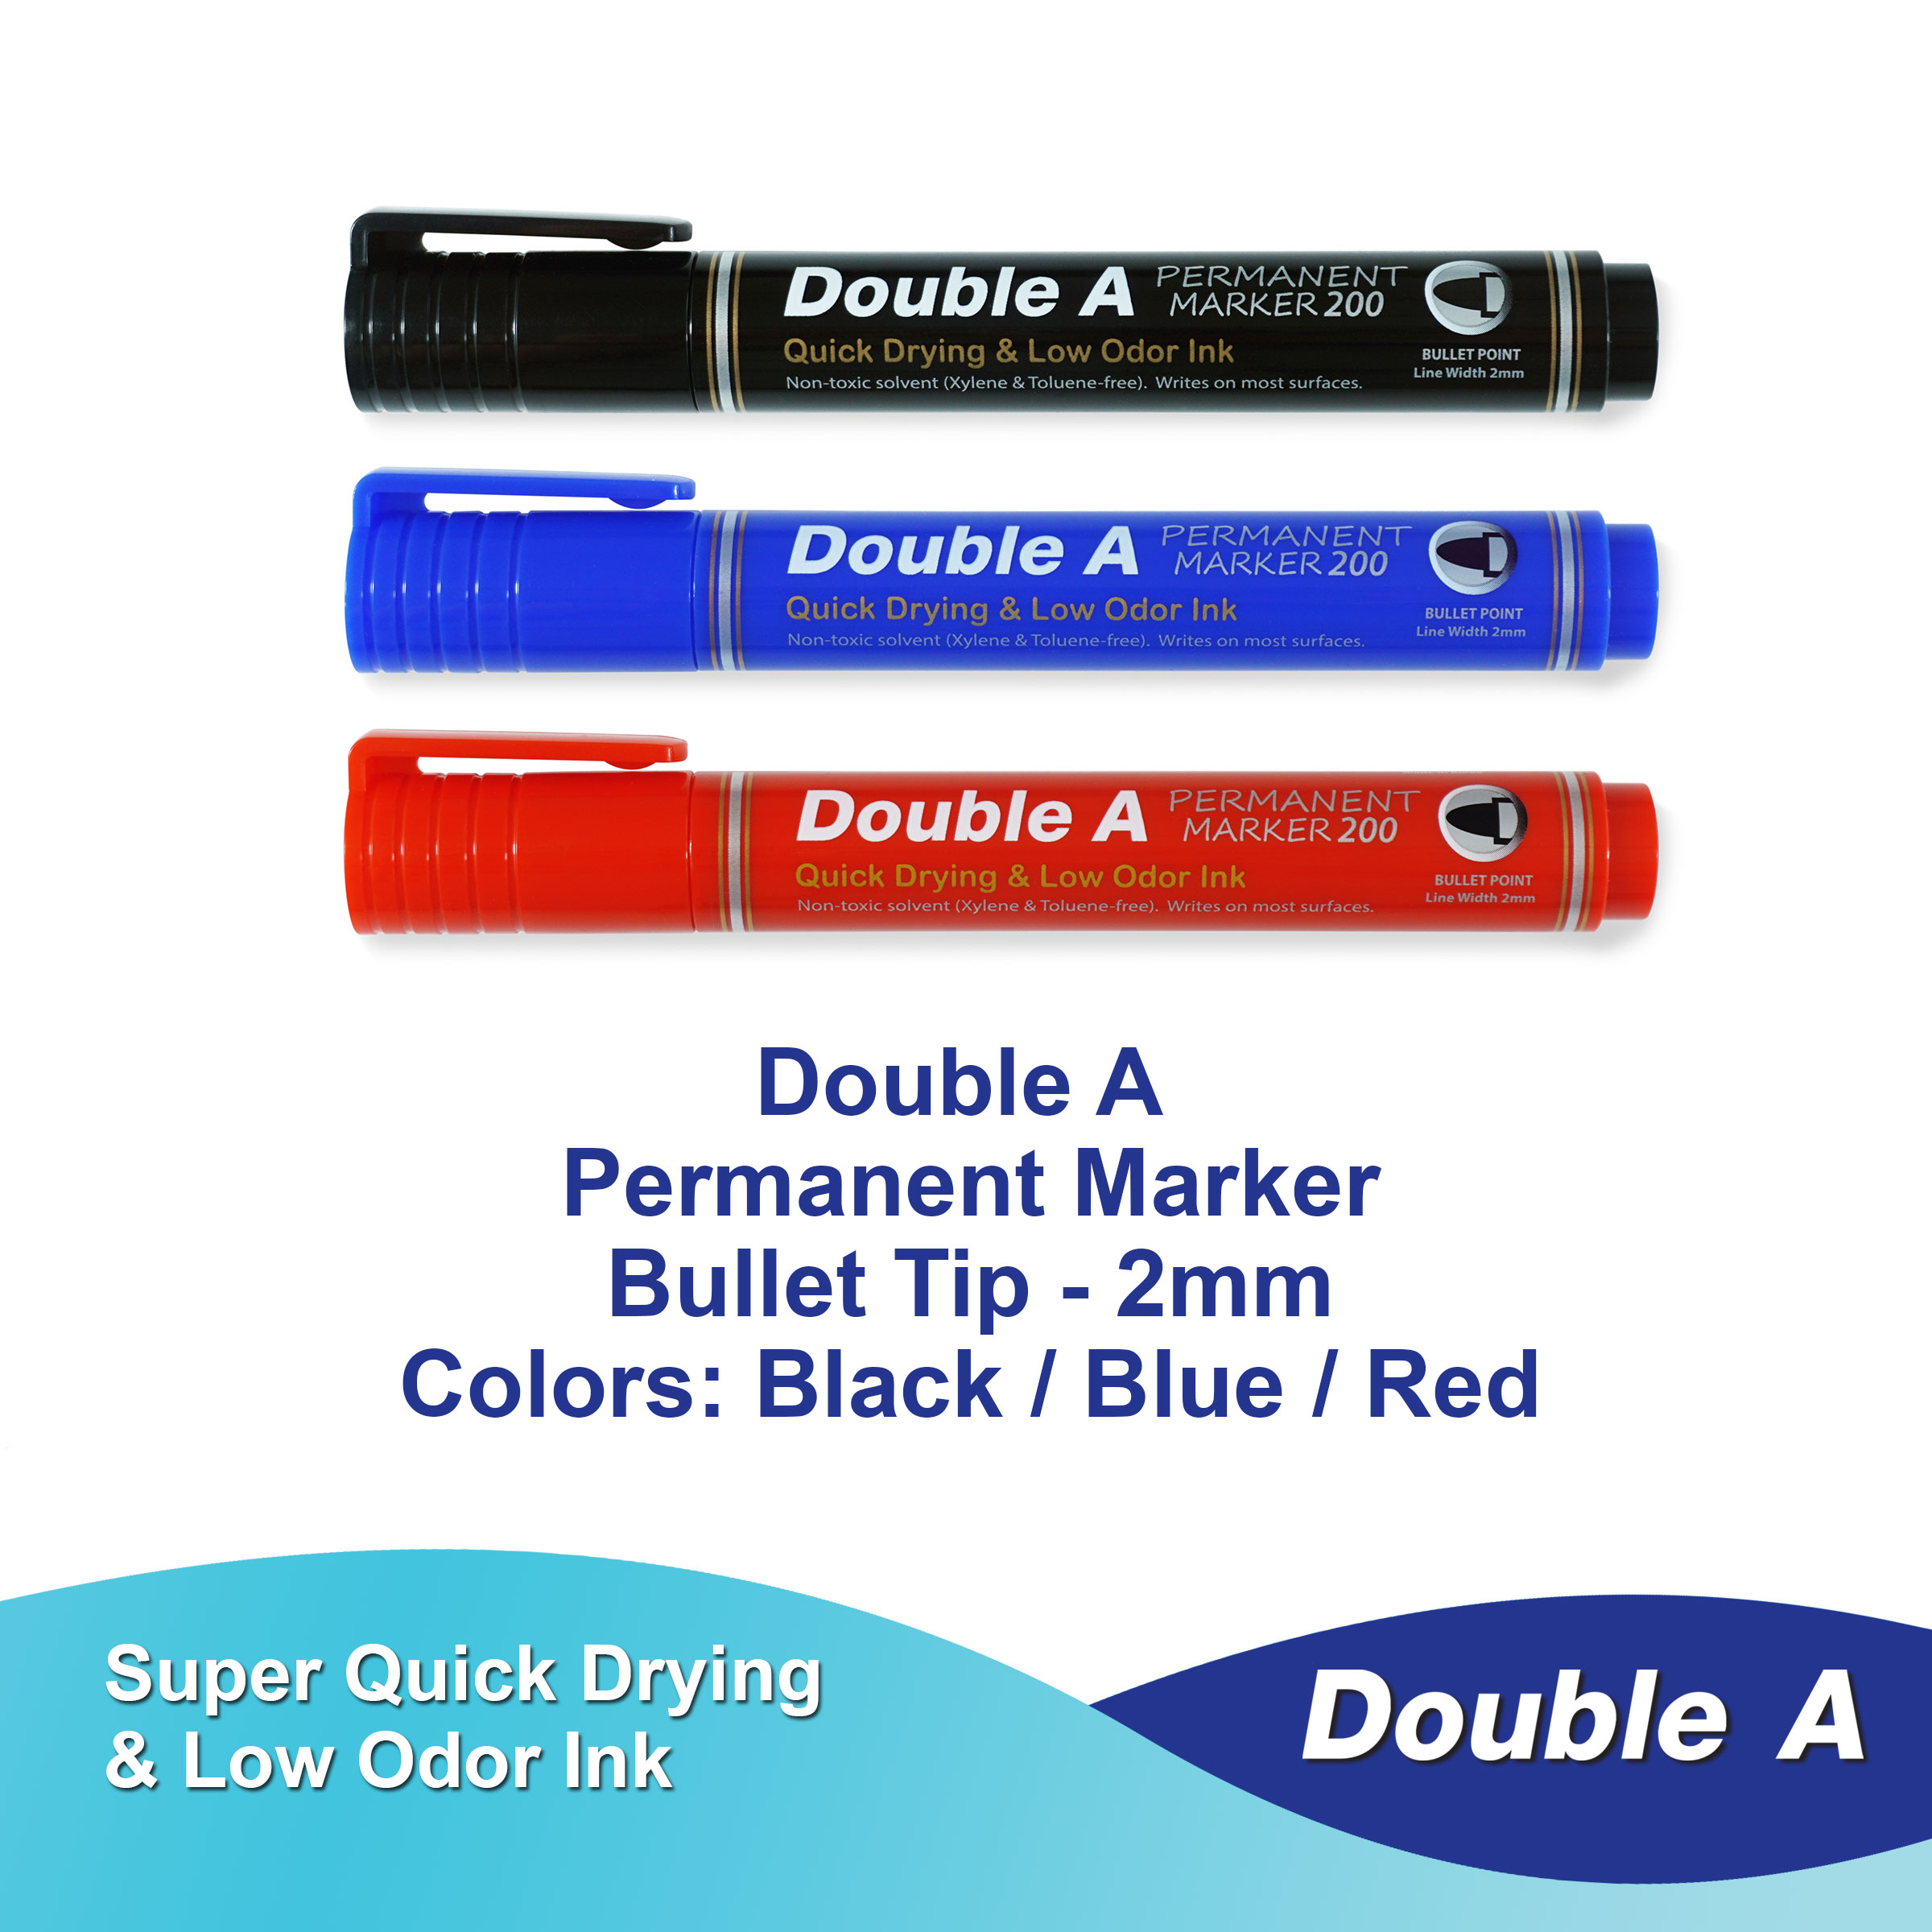 Double A PERMANENT
MARKER 200
Quick Drying & Low Odor Ink
Non-toxic solvent (Xylene & Toluene-free). Writes on most surfaces.
BULLET POINT
Line Width 2mm
Double A PERMANENT
MARKER 200
Quick Drying & Low Odor Ink
Non-toxic solvent (Xylene & Toluene-free). Writes on most surfaces.
BULLET POINT
Line Width 2mm
Double A PERMANENT
MARKER 200
Quick Drying & Low Odor Ink
Non-toxic solvent (Xylene & Toluene-free). Writes on most surfaces.
BULLET POINT
Line Width 2mm
Double A
Permanent Marker
Bullet Tip - 2mm
Colors: Black / Blue / Red
Super Quick Drying
& Low Odor Ink
Double A